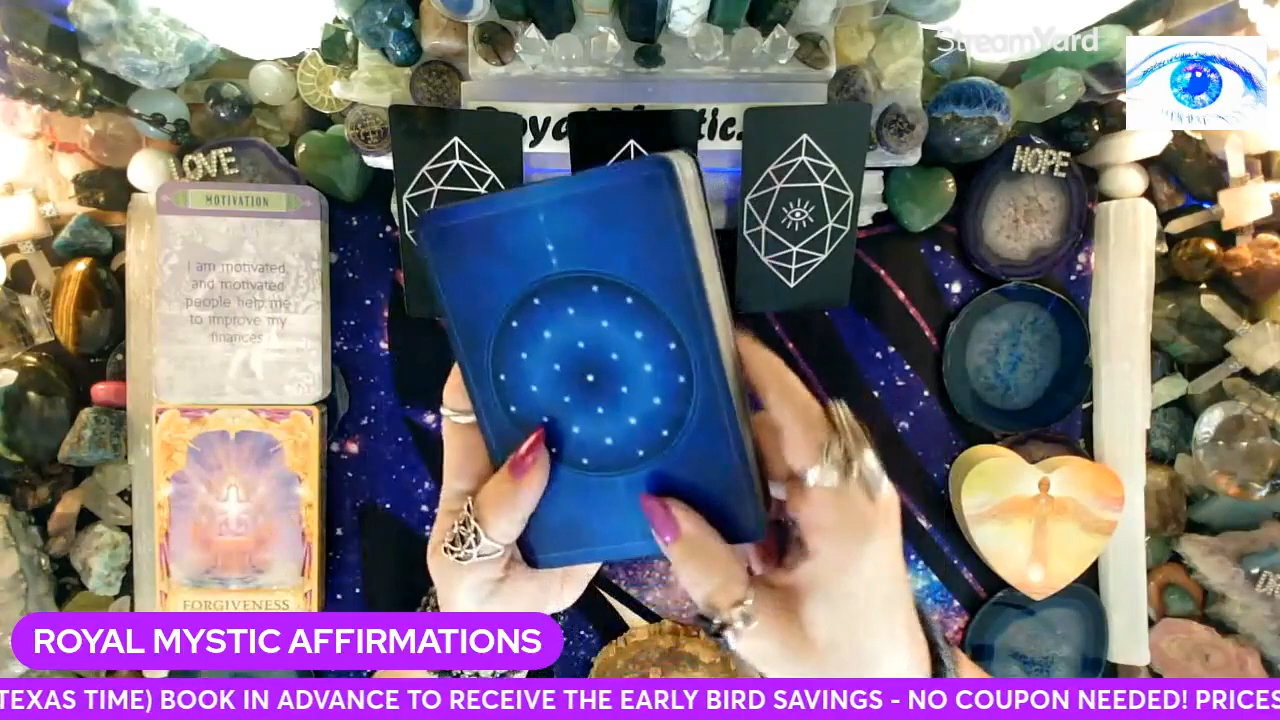 StreamYard
LOVE
HOPE
MOTIVATION
I am motivated,
and motivated
people help me
to improve my
finances.
FORGIVENESS
ROYAL MYSTIC AFFIRMATIONS
TEXAS TIME) BOOK IN ADVANCE TO RECEIVE THE EARLY BIRD SAVINGS - NO COUPON NEEDED! PRICES